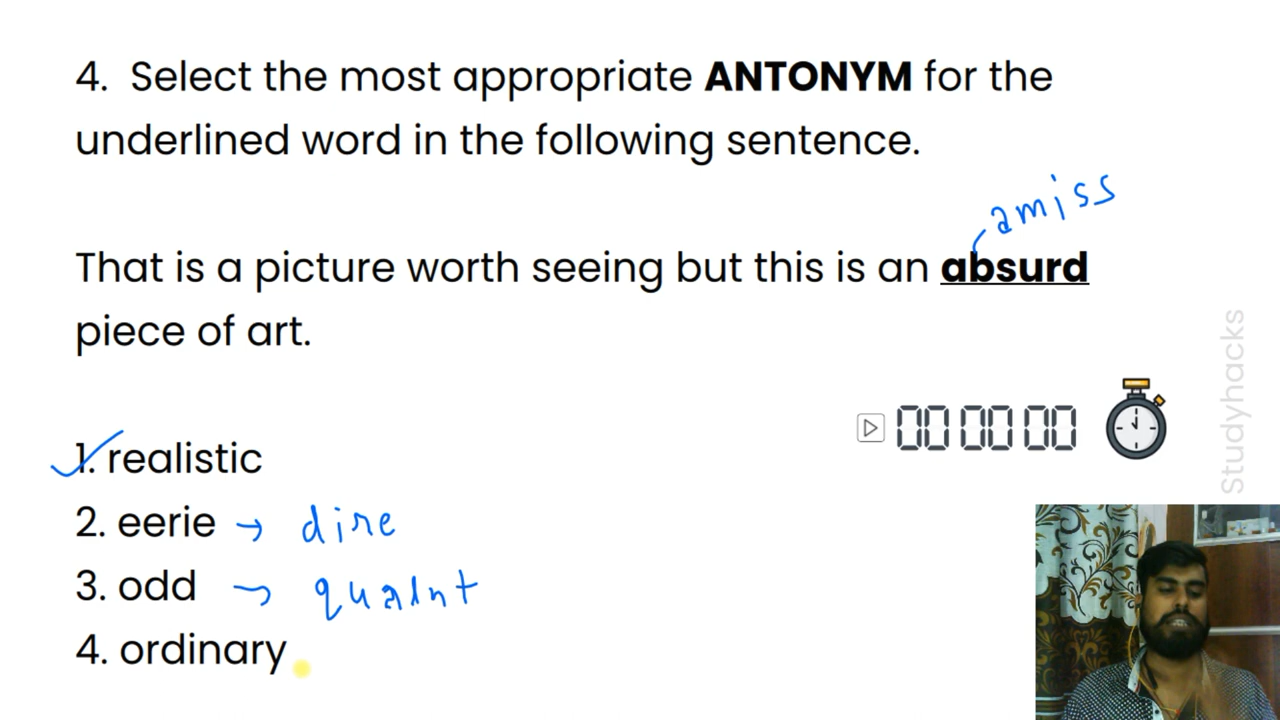 4. Select the most appropriate ANTONYM for the
underlined word in the following sentence.
amiss
That is a picture worth seeing but this is an absurd
piece of art.
00 00 00
1. realistic
2. eerie → dire
3. odd → quaint
4. ordinary
Studyhacks